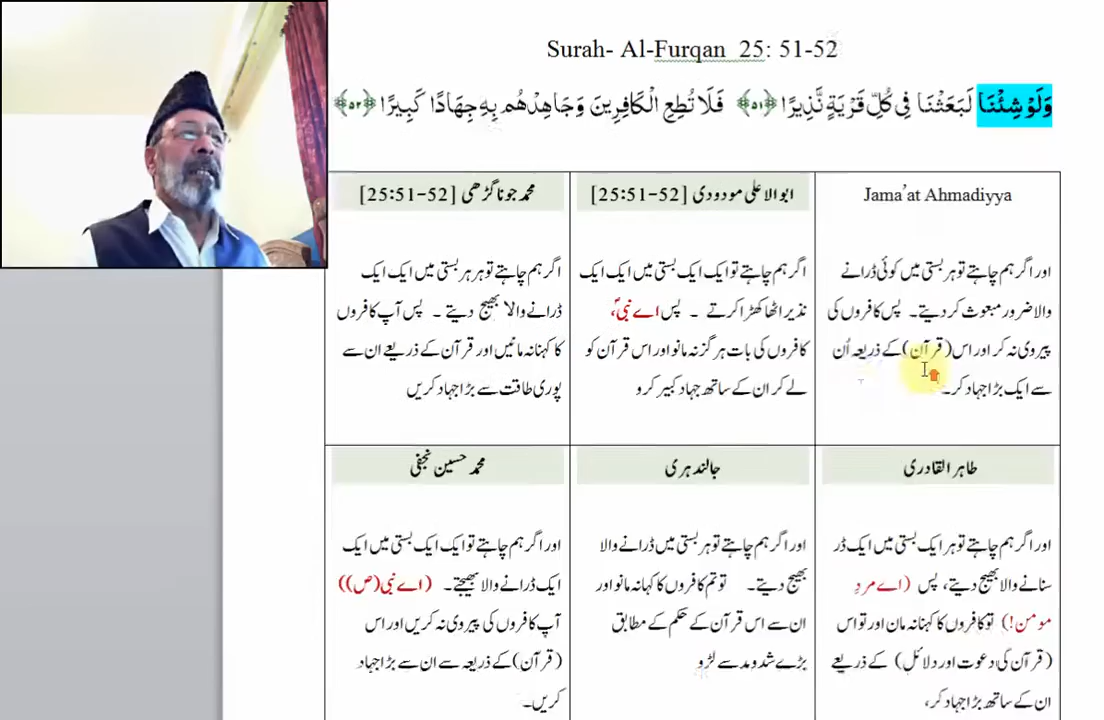 Surah- Al-Furqan 25: 51-52
وَلَوْ شِئْنَا لَبَعَثْنَا فِي كُلِّ قَرْيَةٍ نَّذِيرًا ﴿٥١﴾ فَلَا تُطِعِ الْكَافِرِينَ وَجَاهِدْهُم بِهِ جِهَادًا كَبِيرًا ﴿٥٢﴾
Jama’at Ahmadiyya
اور اگر ہم چاہتے تو ہر بستی میں کوئی ڈرانے
والا ضرور مبعوث کر دیتے۔ پس کافروں کی
پیروی نہ کر اور اس (قرآن) کے ذریعہ اُن
سے ایک بڑا جہاد کر۔
ابوالاعلی مودودی [25:51-52]
اگر ہم چاہتے تو ایک ایک بستی میں ایک ایک
نذیر اٹھا کھڑا کرتے ۔ پس اے نبیؐ،
کافروں کی بات ہرگز نہ مانو اور اس قرآن کو
لے کر ان کے ساتھ جہاد کبیر کرو
محمد جوناگڑھی [25:51-52]
اگر ہم چاہتے تو ہر ہر بستی میں ایک ایک
ڈرانے والا بھیج دیتے ۔ پس آپ کافروں
کا کہنا نہ مانیں اور قرآن کے ذریعے ان سے
پوری طاقت سے بڑا جہاد کریں
طاہر القادری
اور اگر ہم چاہتے تو ہر ایک بستی میں ایک ڈر
سنانے والا بھیج دیتے، پس (اے مردِ
مومن!) تو کافروں کا کہنا نہ مان اور تو اس
(قرآن کی دعوت اور دلائل) کے ذریعے
ان کے ساتھ بڑا جہاد کر،
جالندہری
اور اگر ہم چاہتے تو ہر بستی میں ڈرانے والا
بھیج دیتے۔ تو تم کافروں کا کہا نہ مانو اور
ان سے اس قرآن کے حکم کے مطابق
بڑے شدومد سے لڑو
محمد حسین نجفی
اور اگر ہم چاہتے تو ایک ایک بستی میں ایک
ایک ڈرانے والا بھیجتے۔ (اے نبی(ص))
آپ کافروں کی پیروی نہ کریں اور اس
(قرآن) کے ذریعہ سے ان سے بڑا جہاد
کریں۔